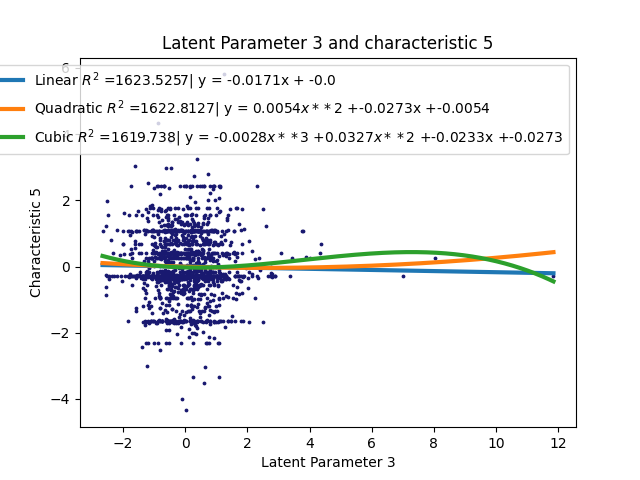 Latent Parameter 3 and characteristic 5
Linear R² =1623.5257| y = -0.0171x + -0.0
Quadratic R² =1622.8127| y = 0.0054x * *2 +-0.0273x +-0.0054
Cubic R² =1619.738| y = -0.0028x * *3 +0.0327x * *2 +-0.0233x +-0.0273
6
4
2
0
−2
−4
Characteristic 5
−2 0 2 4 6 8 10 12
Latent Parameter 3